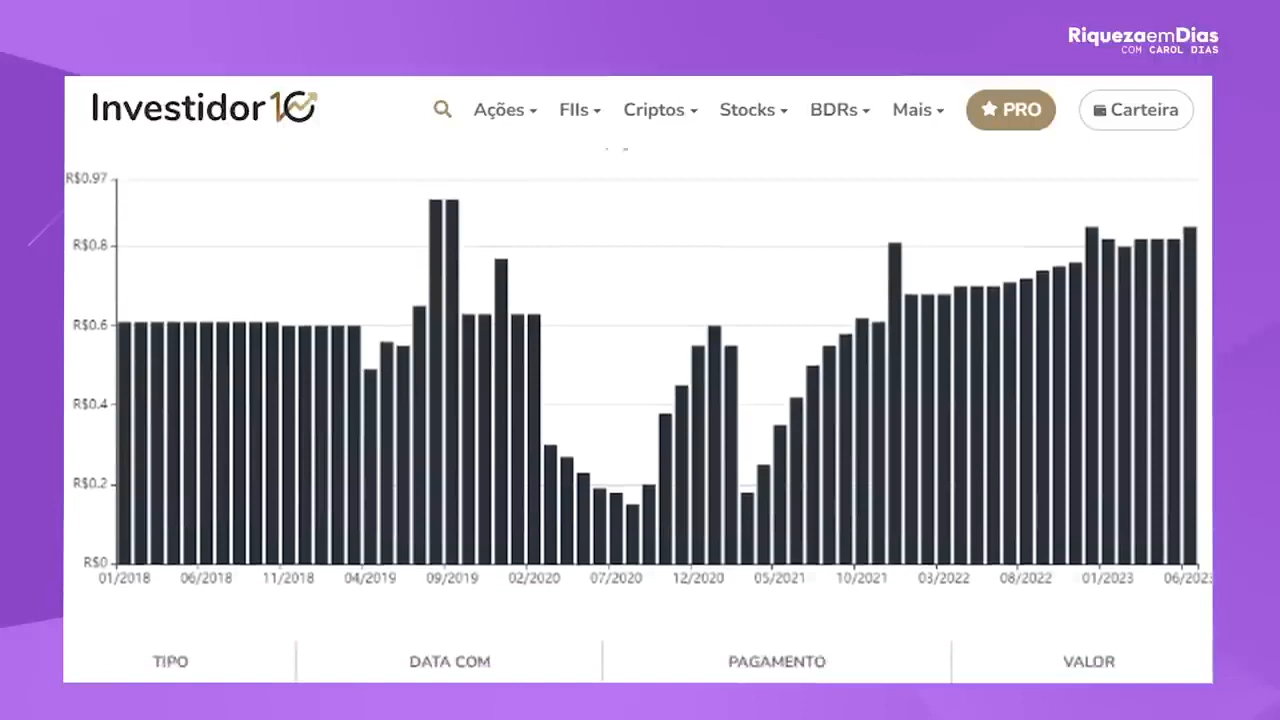 RiquezaemDias
COM CAROL DIAS
Investidor10
Ações
FIIs
Criptos
Stocks
BDRs
Mais
PRO
Carteira
R$0.97
R$0.8
R$0.6
R$0.4
R$0.2
R$0
01/2018 06/2018 11/2018 04/2019 09/2019 02/2020 07/2020 12/2020 05/2021 10/2021 03/2022 08/2022 01/2023 06/2023
TIPO DATA COM PAGAMENTO VALOR